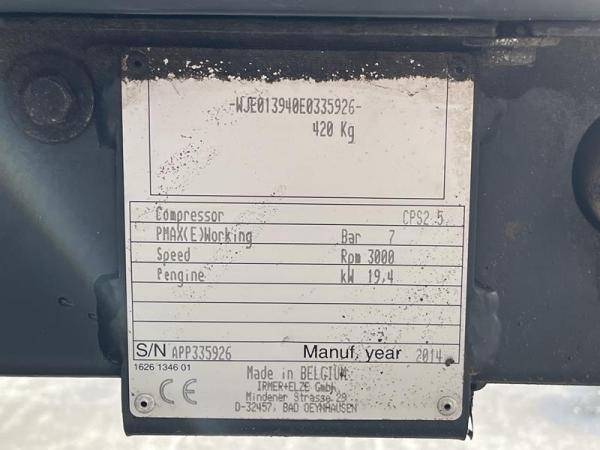 -WJE013940E0335926-
420 Kg
Compressor CPS2.5
PMAX(E)Working Bar 7
Speed Rpm 3000
Pengine kW 19,4
S/N APP335926 Manuf. year 2014
1626 1346 01
Made in BELGIUM
CE IRMER+ELZE Gmbh
Mindener Strasse 29
D-32457, BAD OEYNHAUSEN